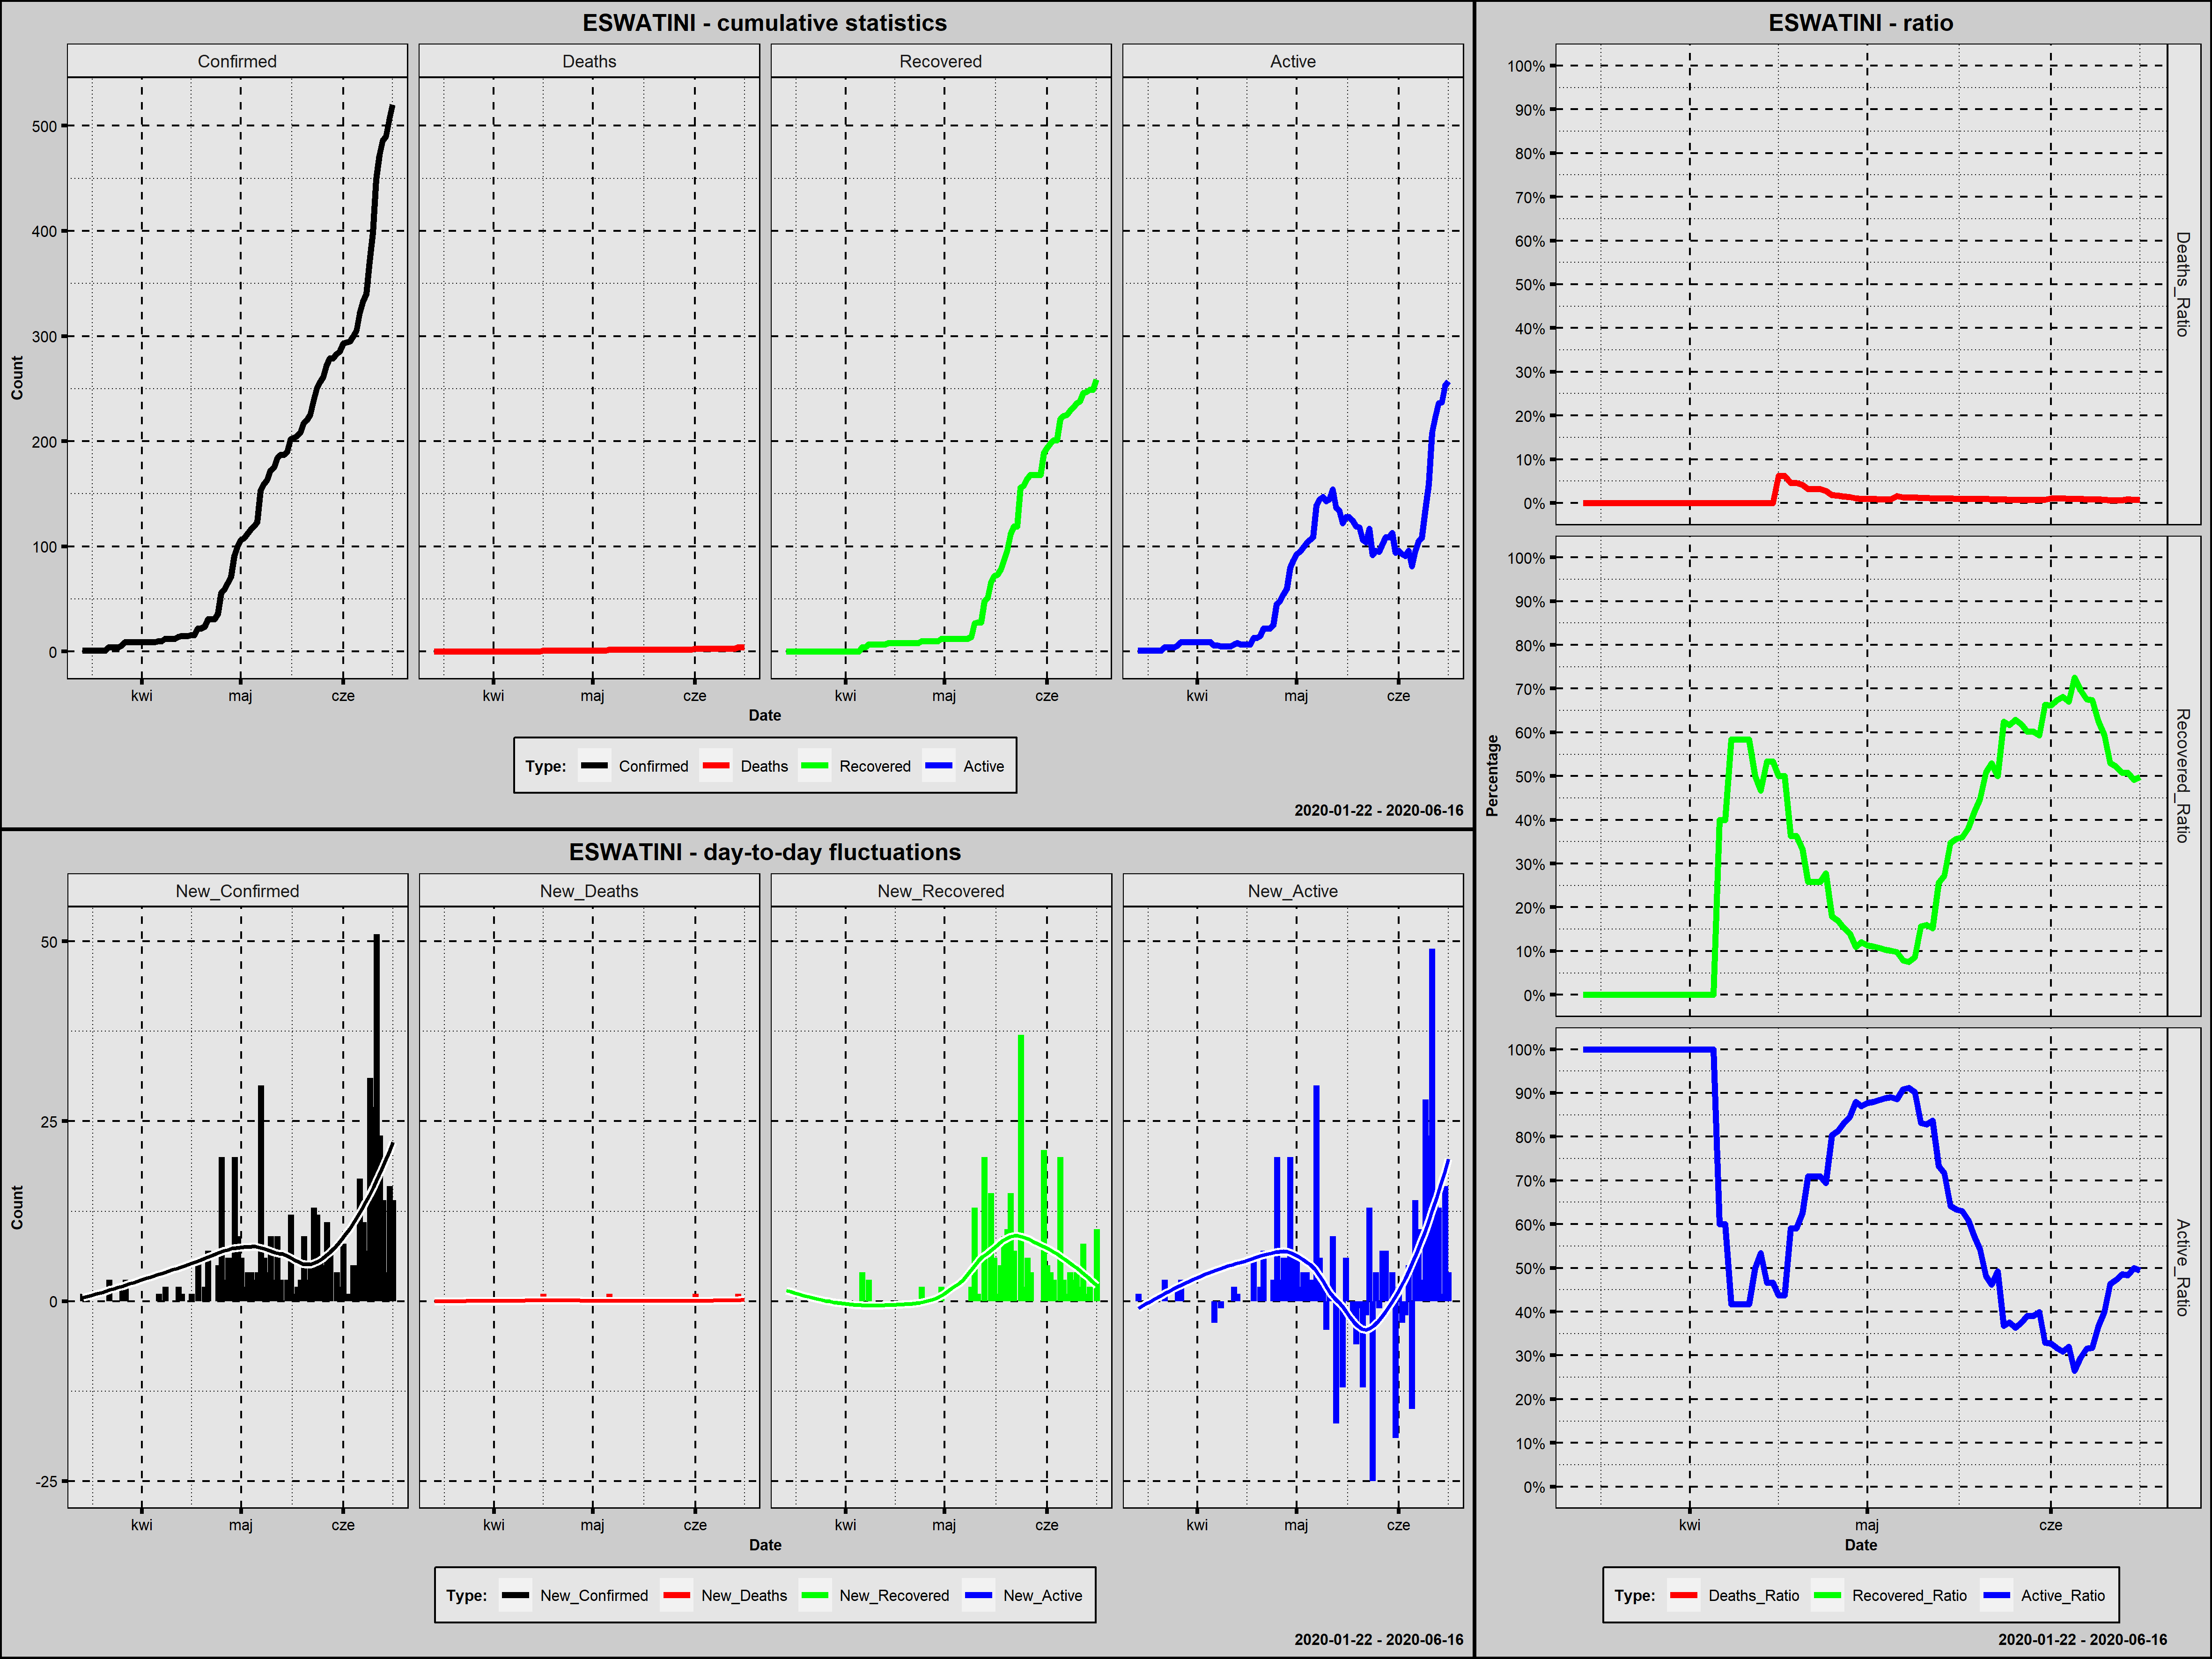 ESWATINI - cumulative statistics
Confirmed Deaths Recovered Active
Count
500
400
300
200
100
0
kwi maj cze kwi maj cze kwi maj cze kwi maj cze
Date
Type: Confirmed Deaths Recovered Active
2020-01-22 - 2020-06-16
ESWATINI - day-to-day fluctuations
New_Confirmed New_Deaths New_Recovered New_Active
Count
50
25
0
-25
kwi maj cze kwi maj cze kwi maj cze kwi maj cze
Date
Type: New_Confirmed New_Deaths New_Recovered New_Active
2020-01-22 - 2020-06-16
ESWATINI - ratio
Percentage
100%
90%
80%
70%
60%
50%
40%
30%
20%
10%
0%
Deaths_Ratio
100%
90%
80%
70%
60%
50%
40%
30%
20%
10%
0%
Recovered_Ratio
100%
90%
80%
70%
60%
50%
40%
30%
20%
10%
0%
Active_Ratio
kwi maj cze
Date
Type: Deaths_Ratio Recovered_Ratio Active_Ratio
2020-01-22 - 2020-06-16